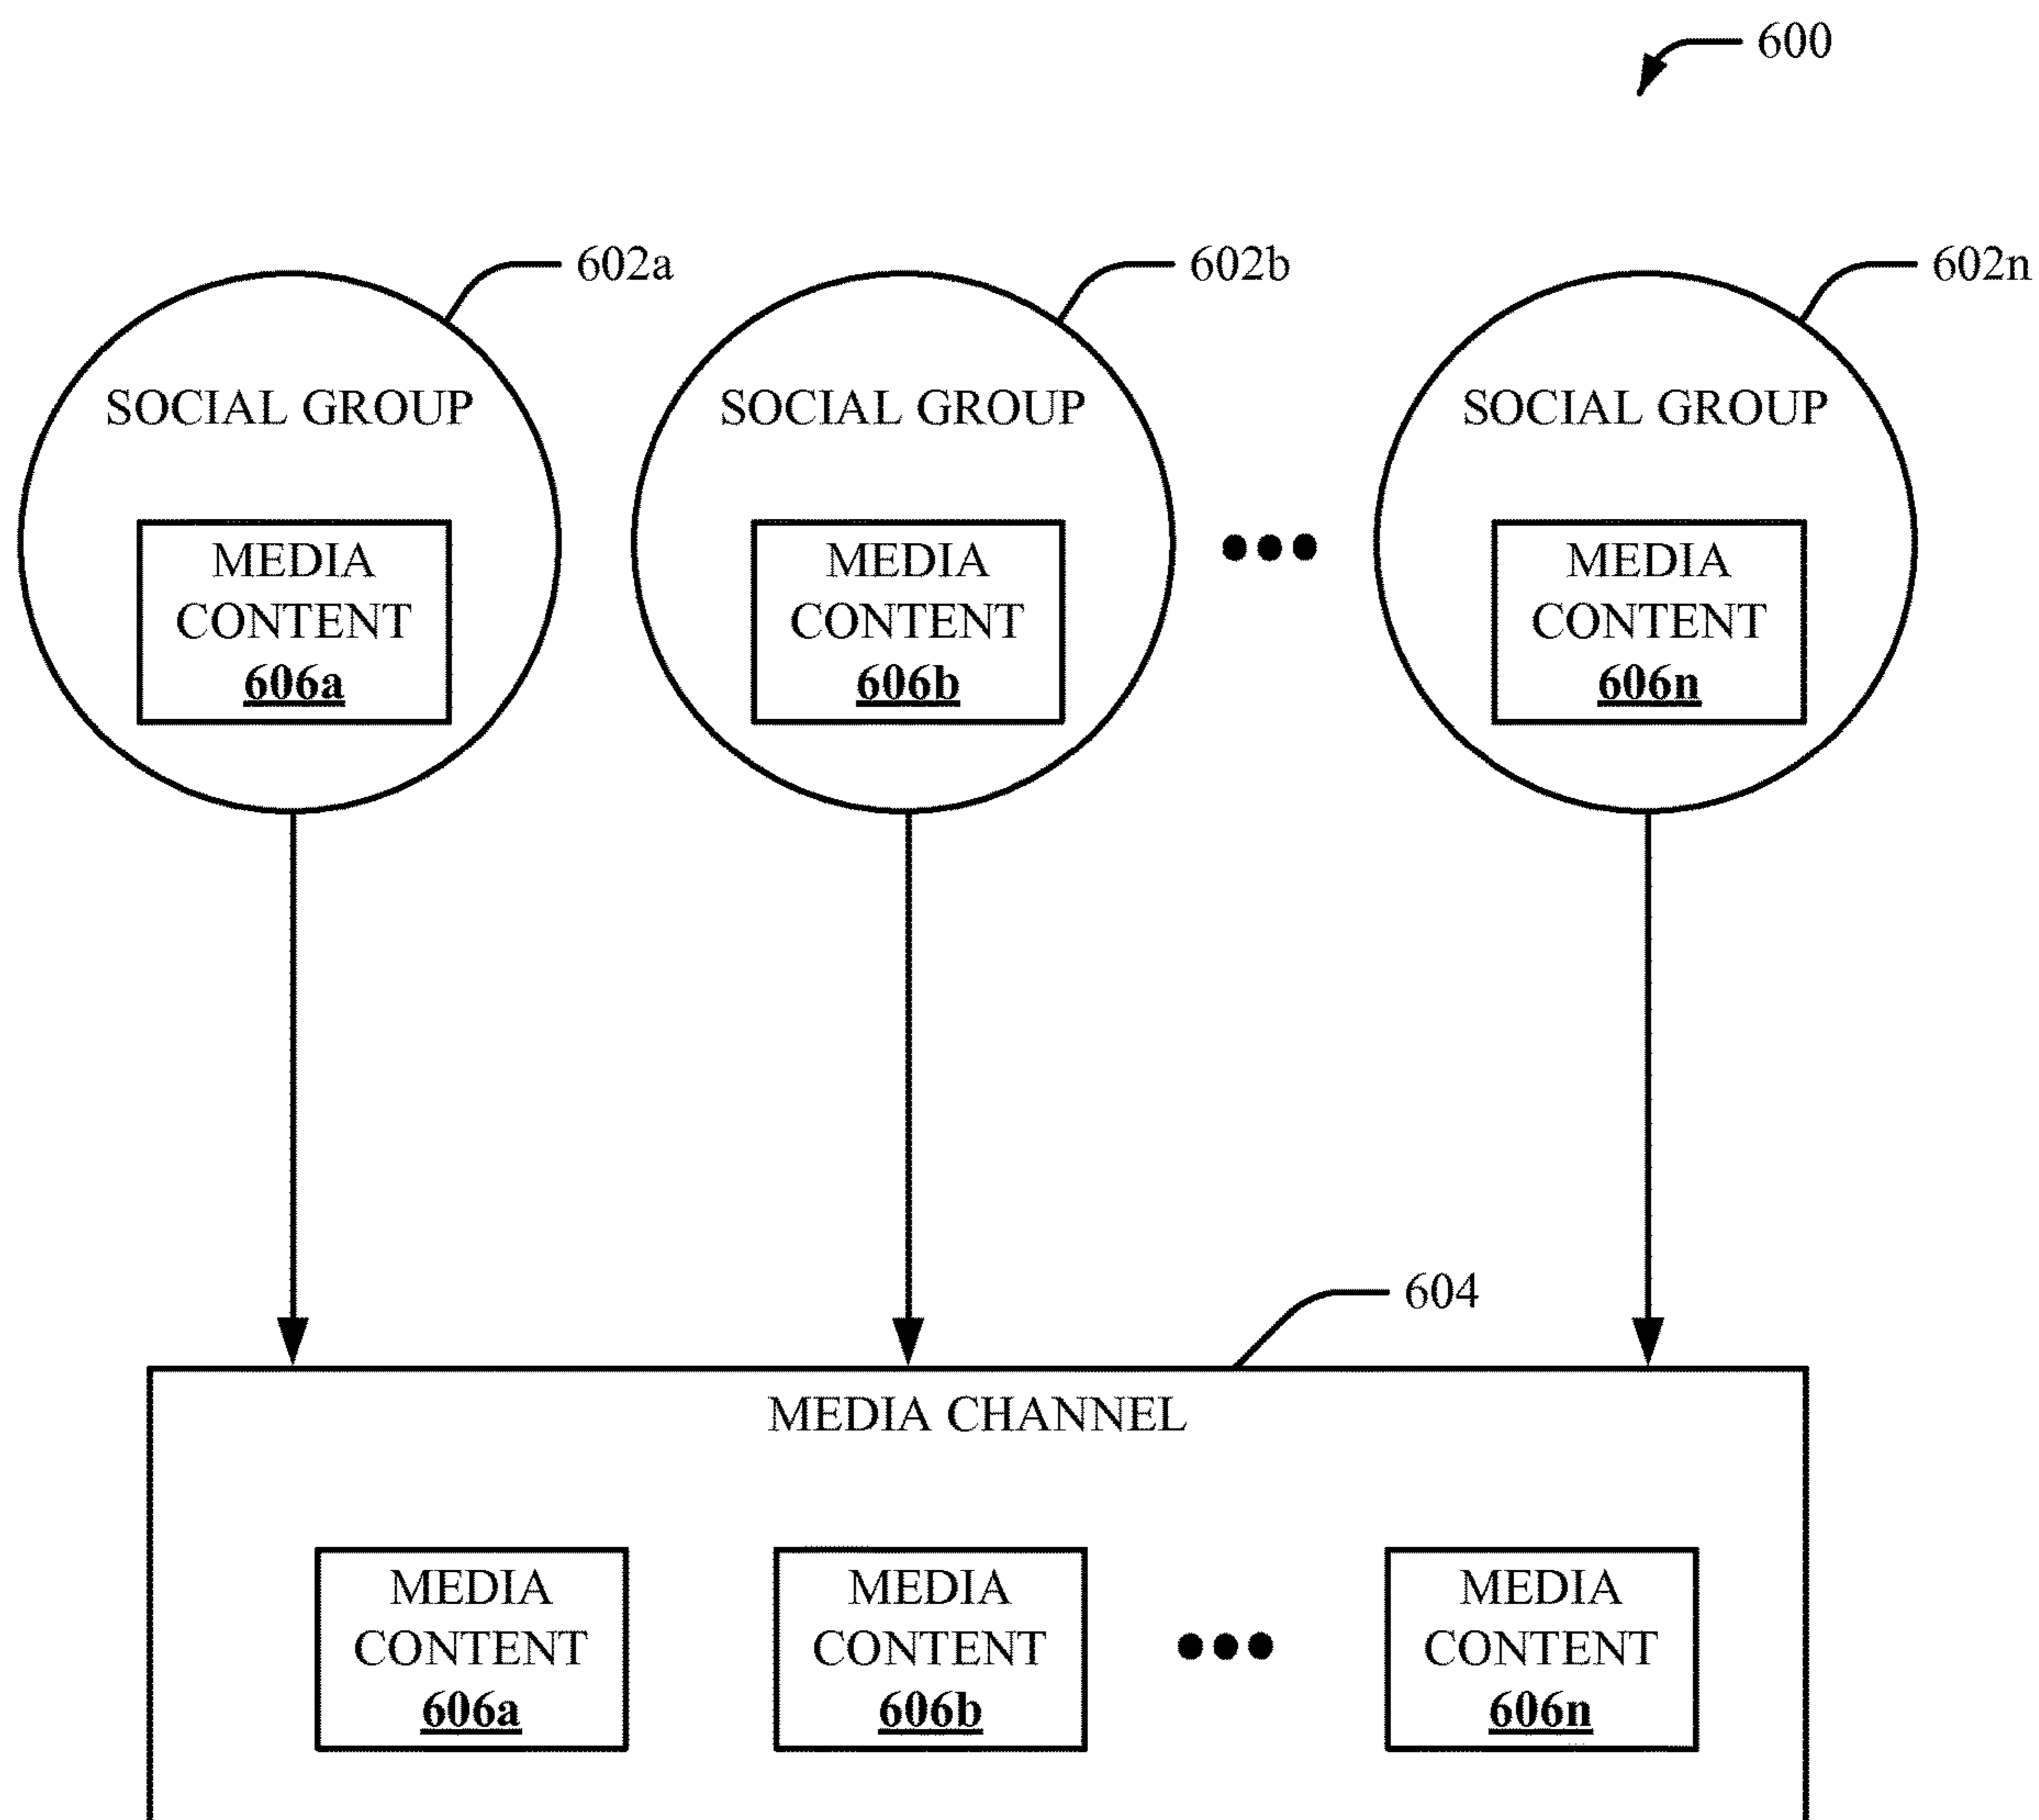 600
602a
602b
602n
SOCIAL GROUP
SOCIAL GROUP
SOCIAL GROUP
MEDIA
CONTENT
606a
MEDIA
CONTENT
606b
MEDIA
CONTENT
606n
604
MEDIA CHANNEL
MEDIA
CONTENT
606a
MEDIA
CONTENT
606b
MEDIA
CONTENT
606n